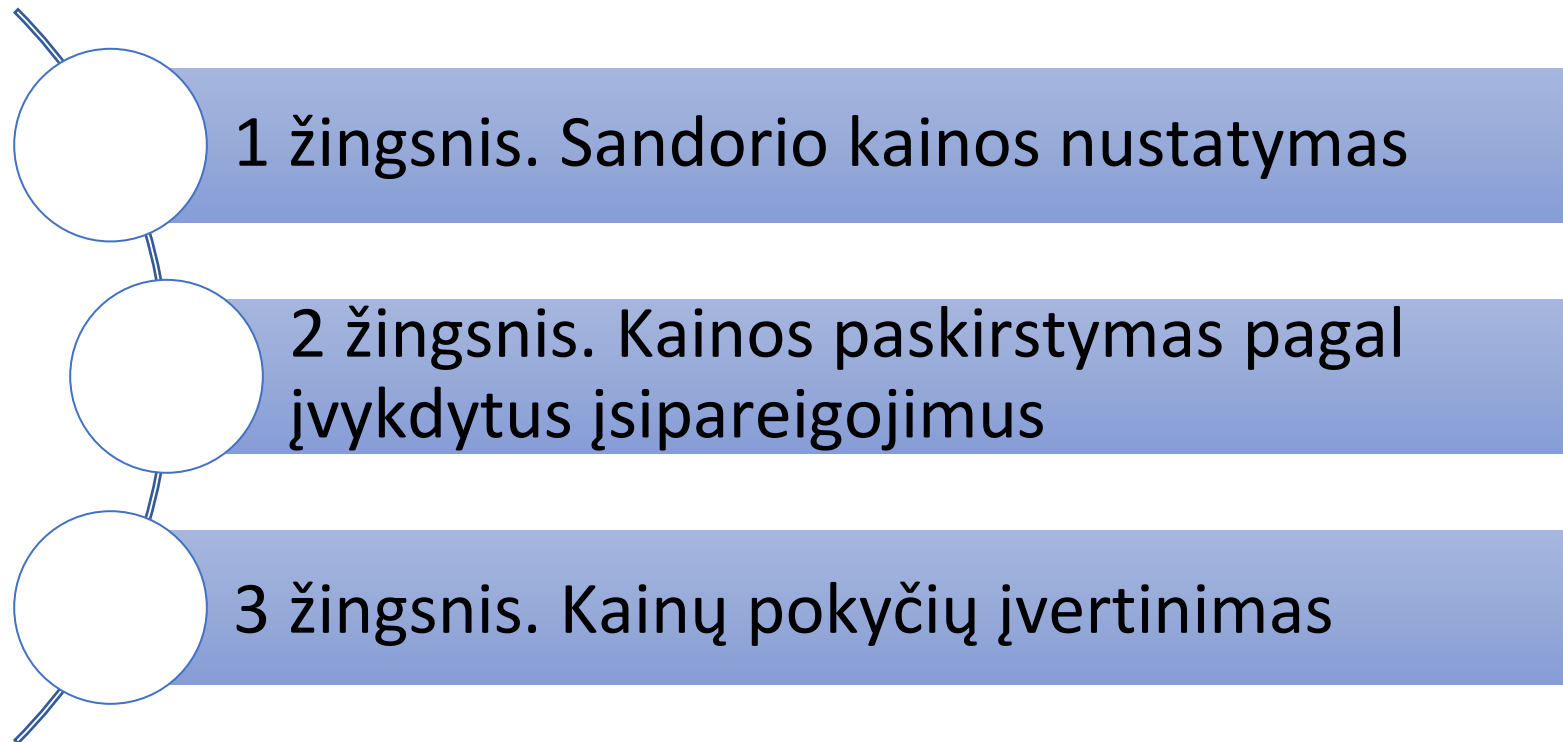 1 žingsnis. Sandorio kainos nustatymas
2 žingsnis. Kainos paskirstymas pagal
įvykdytus įsipareigojimus
3 žingsnis. Kainų pokyčių įvertinimas